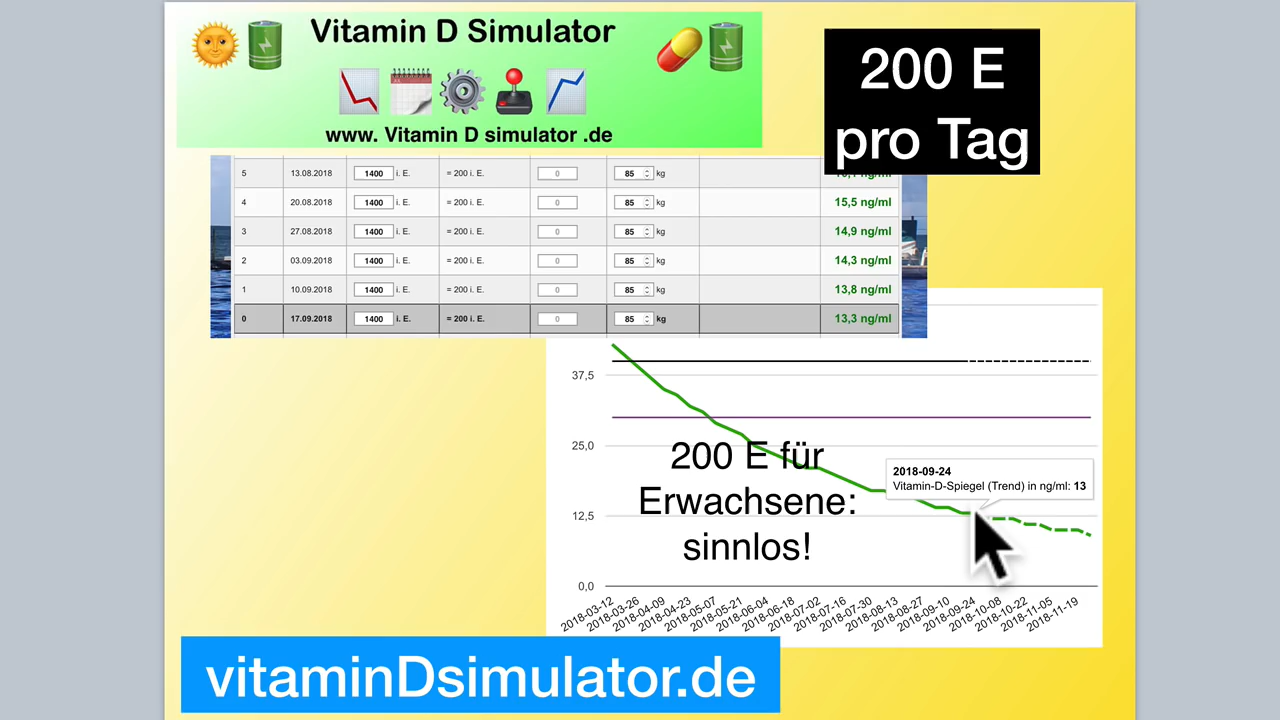 Vitamin D Simulator
www. Vitamin D simulator .de
200 E
pro Tag
5 13.08.2018 1400 i. E. = 200 i. E. 0 85 kg
4 20.08.2018 1400 i. E. = 200 i. E. 0 85 kg 15,5 ng/ml
3 27.08.2018 1400 i. E. = 200 i. E. 0 85 kg 14,9 ng/ml
2 03.09.2018 1400 i. E. = 200 i. E. 0 85 kg 14,3 ng/ml
1 10.09.2018 1400 i. E. = 200 i. E. 0 85 kg 13,8 ng/ml
0 17.09.2018 1400 i. E. = 200 i. E. 0 85 kg 13,3 ng/ml
37,5
25,0
12,5
0,0
200 E für
Erwachsene:
sinnlos!
2018-09-24
Vitamin-D-Spiegel (Trend) in ng/ml: 13
2018-03-12 2018-03-26 2018-04-09 2018-04-23 2018-05-07 2018-05-21 2018-06-04 2018-06-18 2018-07-02 2018-07-16 2018-07-30 2018-08-13 2018-08-27 2018-09-10 2018-09-24 2018-10-08 2018-10-22 2018-11-05 2018-11-19
vitaminDsimulator.de